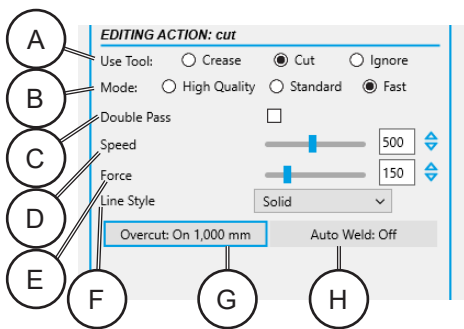 EDITING ACTION: cut
A
Use Tool: Crease Cut Ignore
B
Mode: High Quality Standard Fast
C
Double Pass
Speed 500
D
Force 150
E
Line Style Solid
Overcut: On 1,000 mm Auto Weld: Off
F G H